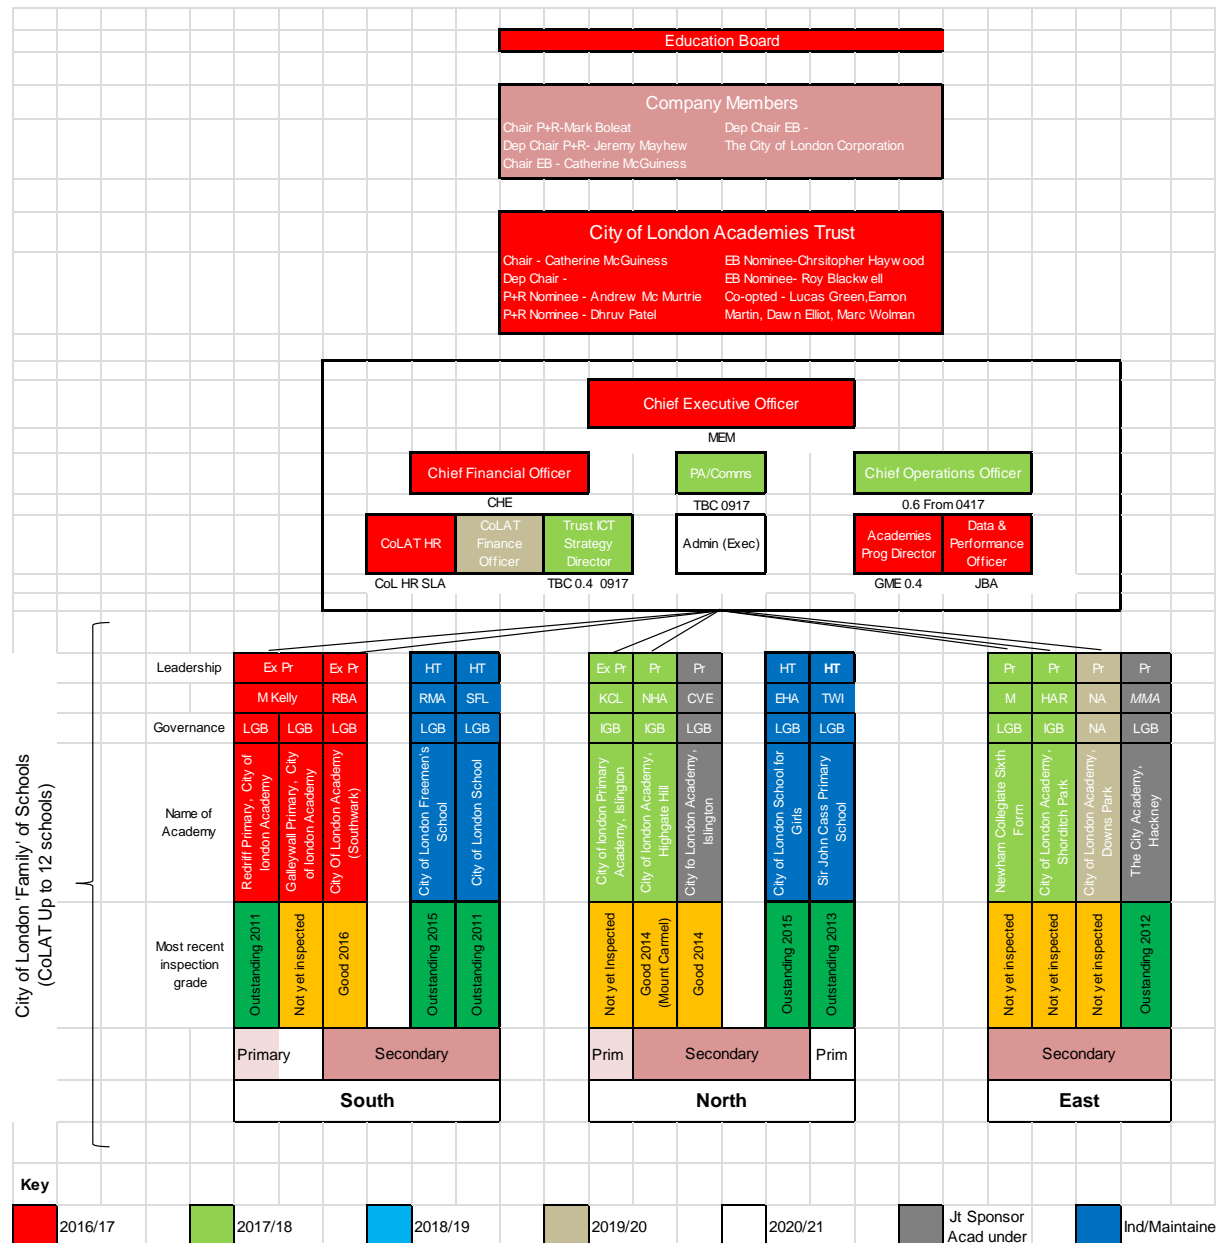 Education Board
Company Members
Chair P+R-Mark Boleat
Dep Chair P+R- Jeremy Mayhew
Chair EB - Catherine McGuiness
Dep Chair EB -
The City of London Corporation
City of London Academies Trust
Chair - Catherine McGuiness
Dep Chair -
P+R Nominee - Andrew Mc Murtrie
P+R Nominee - Dhruv Patel
EB Nominee-Chrsitopher Haywood
EB Nominee- Roy Blackwell
Co-opted - Lucas Green,Eamon
Martin, Dawn Elliot, Marc Wolman
Chief Executive Officer
MEM
Chief Financial Officer
PA/Comms
Chief Operations Officer
CHE
TBC 0917
0.6 From 0417
CoLAT HR
CoLAT
Finance
Officer
Trust ICT
Strategy
Director
Admin (Exec)
Academies
Prog Director
Data &
Performance
Officer
CoL HR SLA
TBC 0.4 0917
GME 0.4
JBA
City of London 'Family' of Schools
(CoLAT Up to 12 schools)
Leadership
Ex Pr
Ex Pr
HT
HT
Ex Pr
Pr
Pr
HT
HT
Pr
Pr
Pr
Pr
M Kelly
RBA
RMA
SFL
KCL
NHA
CVE
EHA
TWI
M
HAR
NA
MMA
Governance
LGB
LGB
LGB
LGB
LGB
IGB
IGB
LGB
LGB
LGB
LGB
IGB
NA
LGB
Name of
Academy
Redriff Primary, City of
london Academy
Galleywall Primary, City
of london Academy
City Of London Academy
(Southwark)
City of London Freemen's
School
City of London School
City of london Primary
Academy, Islington
City of london Academy,
Highgate Hill
City fo London Academy,
Islington
City of London School for
Girls
Sir John Cass Primary
School
Newham Collegiate Sixth
Form
City of London Academy,
Shorditch Park
City of London Academy,
Downs Park
The City Academy,
Hackney
Most recent
inspection
grade
Outstanding 2011
Not yet inspected
Good 2016
Outstanding 2015
Outstanding 2011
Not yet Inspected
Good 2014
(Mount Carmel)
Good 2014
Oustanding 2015
Outstanding 2013
Not yet inspected
Not yet inspected
Not yet inspected
Oustanding 2012
Primary
Secondary
Prim
Secondary
Prim
Secondary
South
North
East
Key
2016/17
2017/18
2018/19
2019/20
2020/21
Jt Sponsor
Acad under
Ind/Maintaine